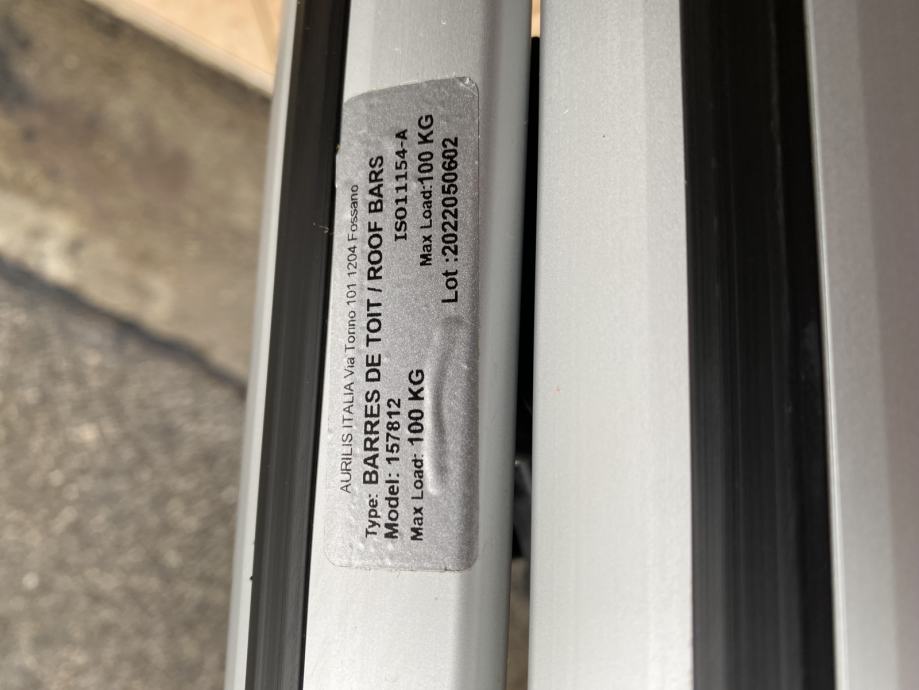 AURILIS ITALIA Via Torino 101 1204 Fossano
Type: BARRES DE TOIT / ROOF BARS
Model: 157812 ISO11154-A
Max Load: 100 KG Max Load:100 KG
Lot :2022050602